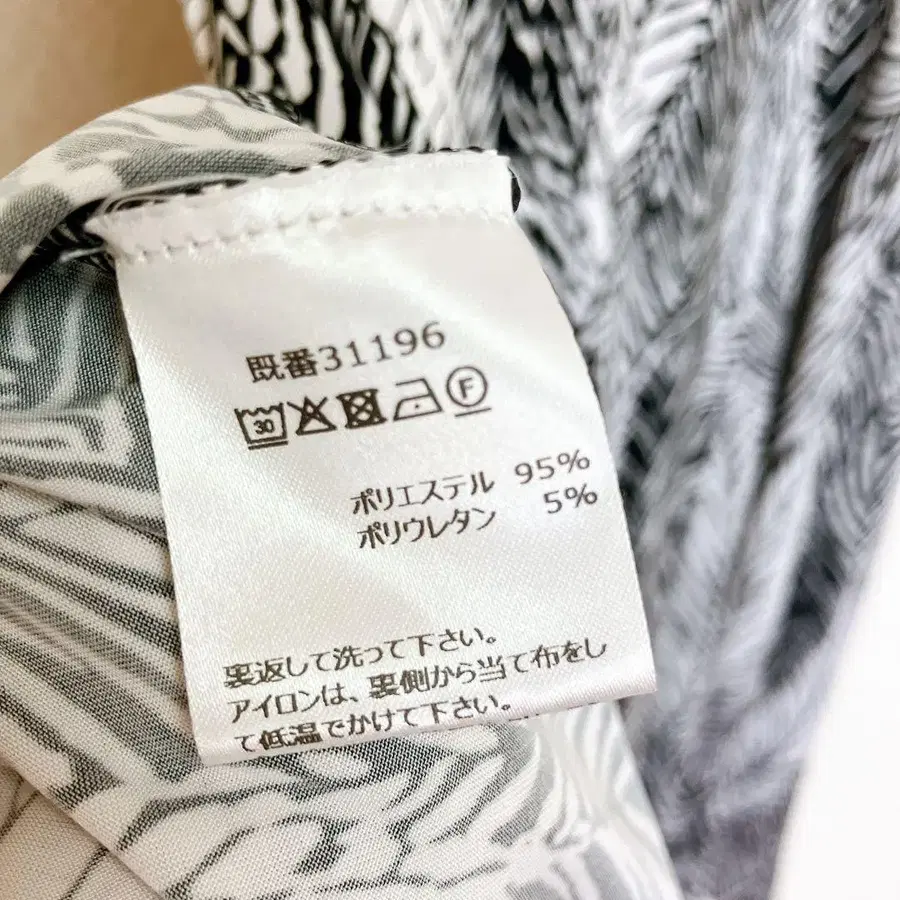 既番31196
30 F
ポリエステル 95%
ポリウレタン 5%
裏返して洗って下さい。
アイロンは、裏側から当て布をし
て低温でかけて下さい。